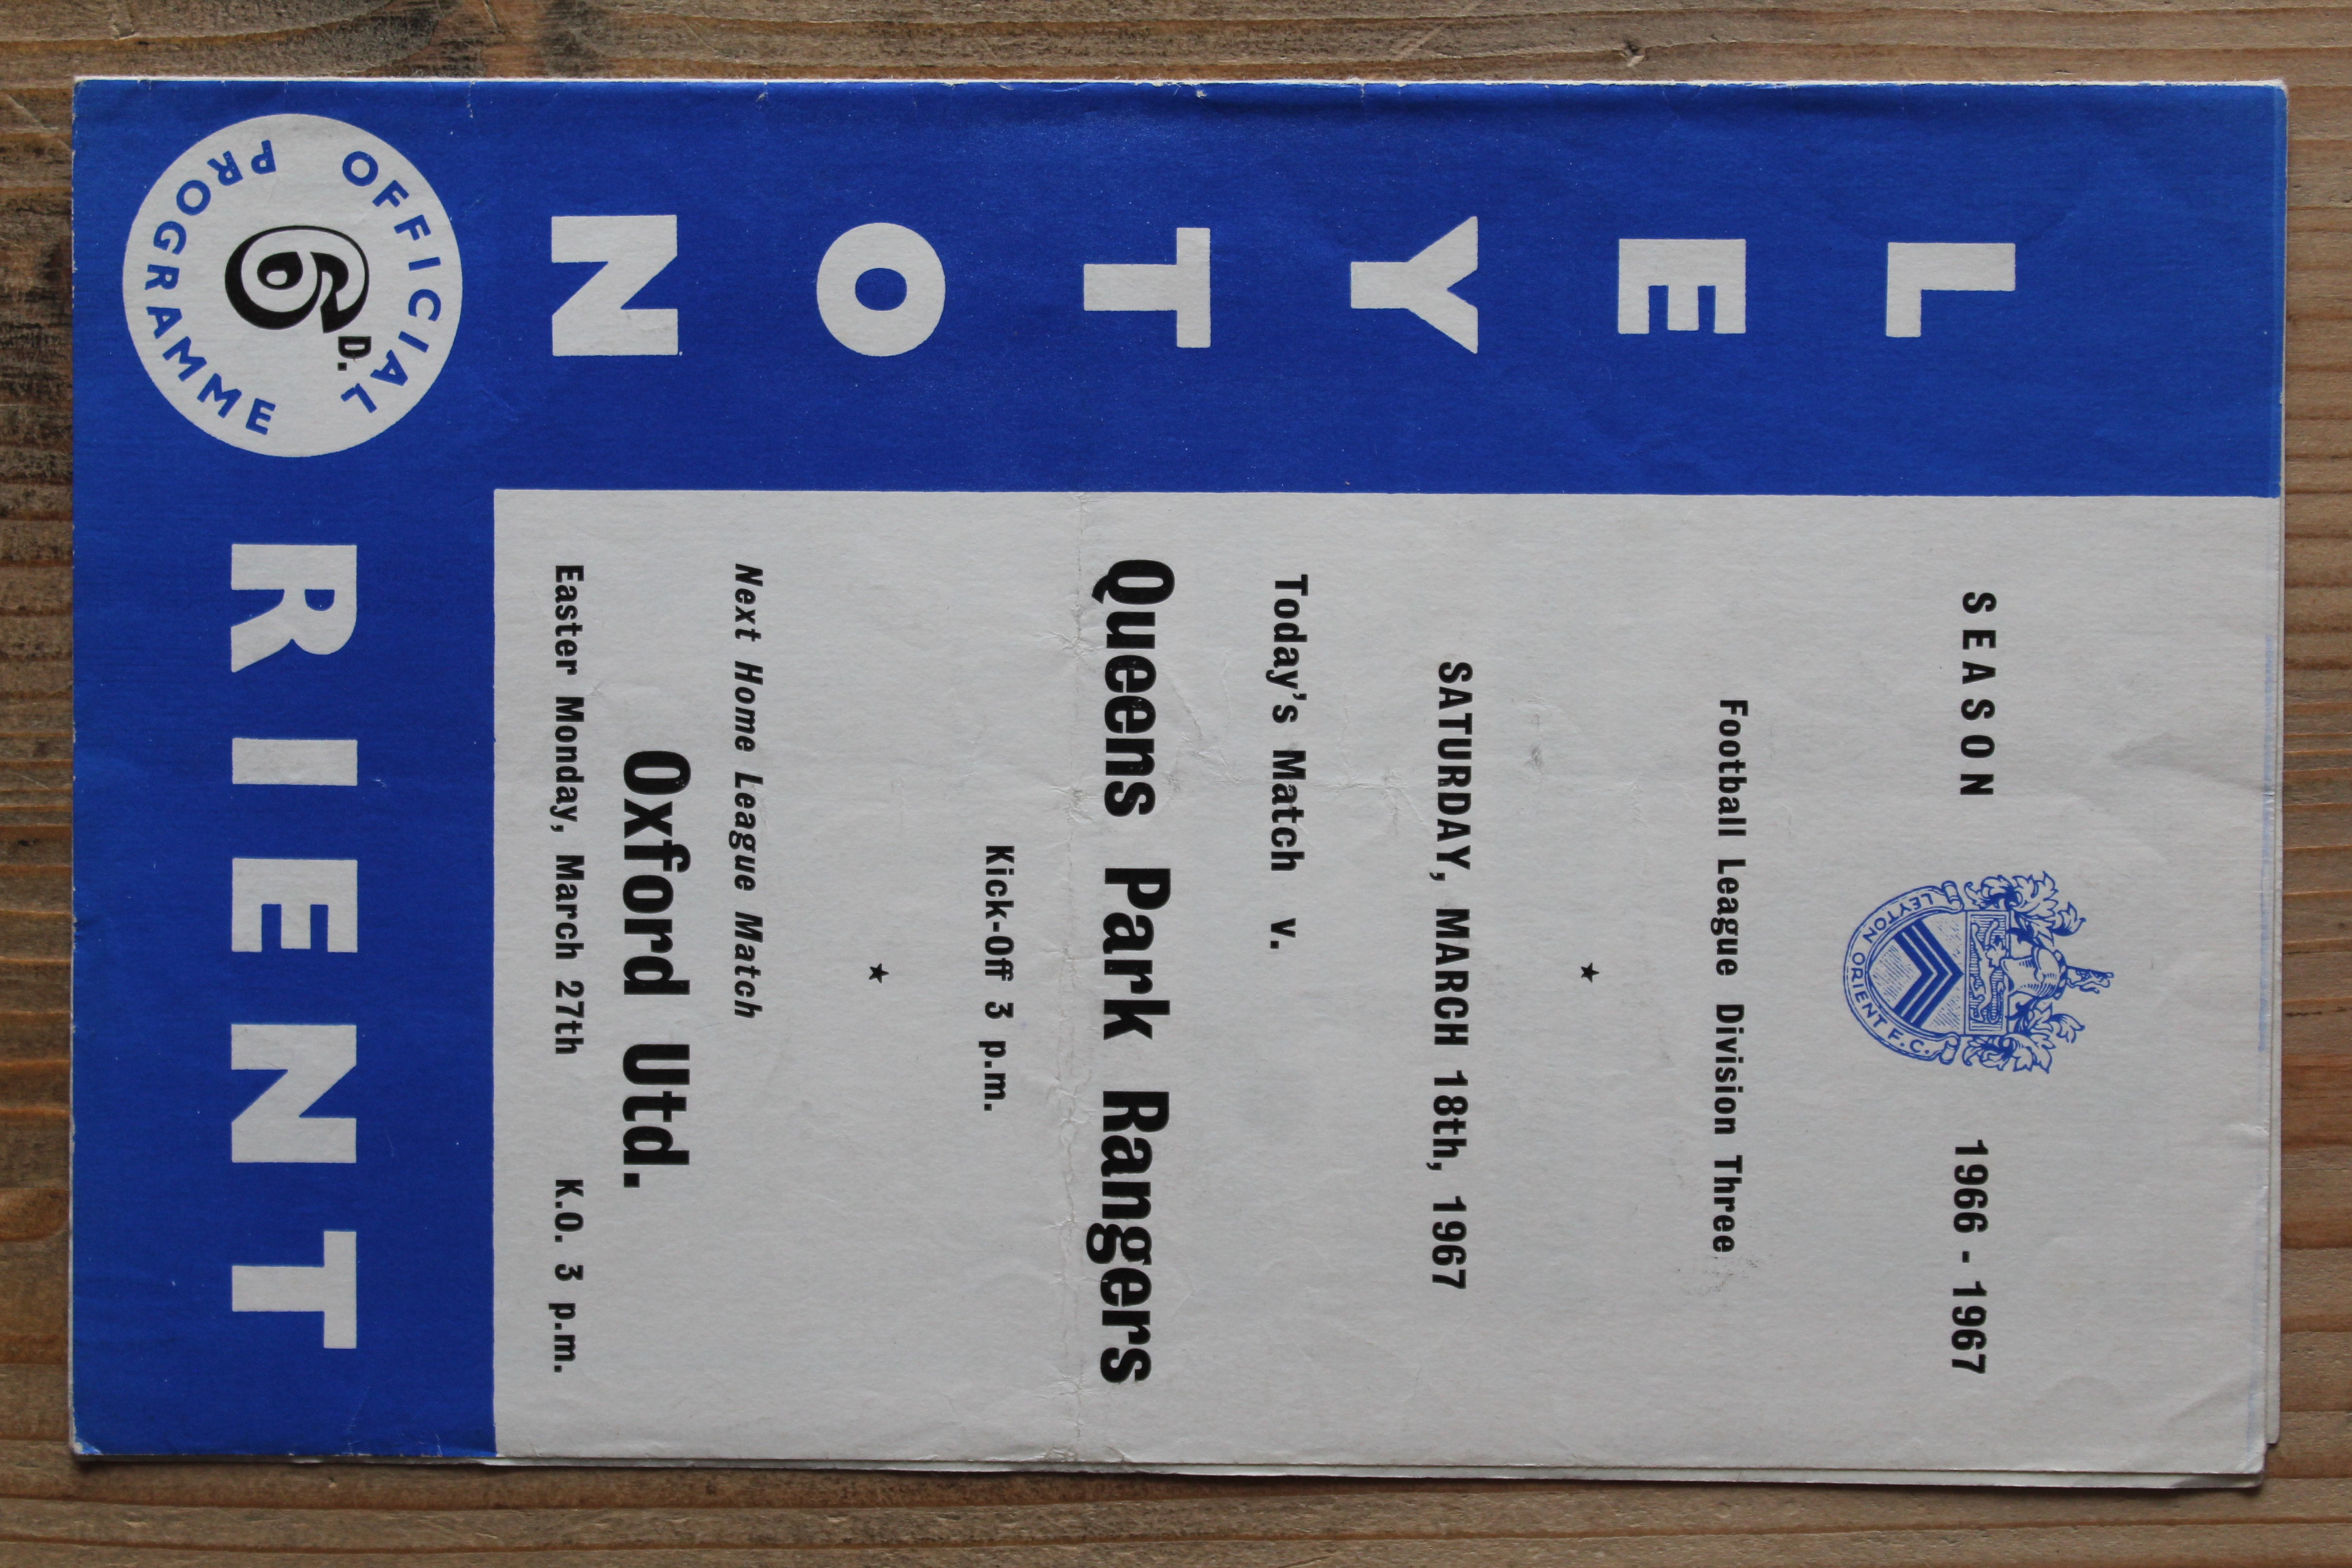 LEYTON
SEASON 1966 - 1967
LEYTON ORIENT F.C.
Football League Division Three
★
SATURDAY, MARCH 18th, 1967
Today's Match v.
Queens Park Rangers
Kick-Off 3 p.m.
★
Next Home League Match
Oxford Utd.
Easter Monday, March 27th K.O. 3 p.m.
OFFICIAL
6D.
PROGRAMME
RIENT